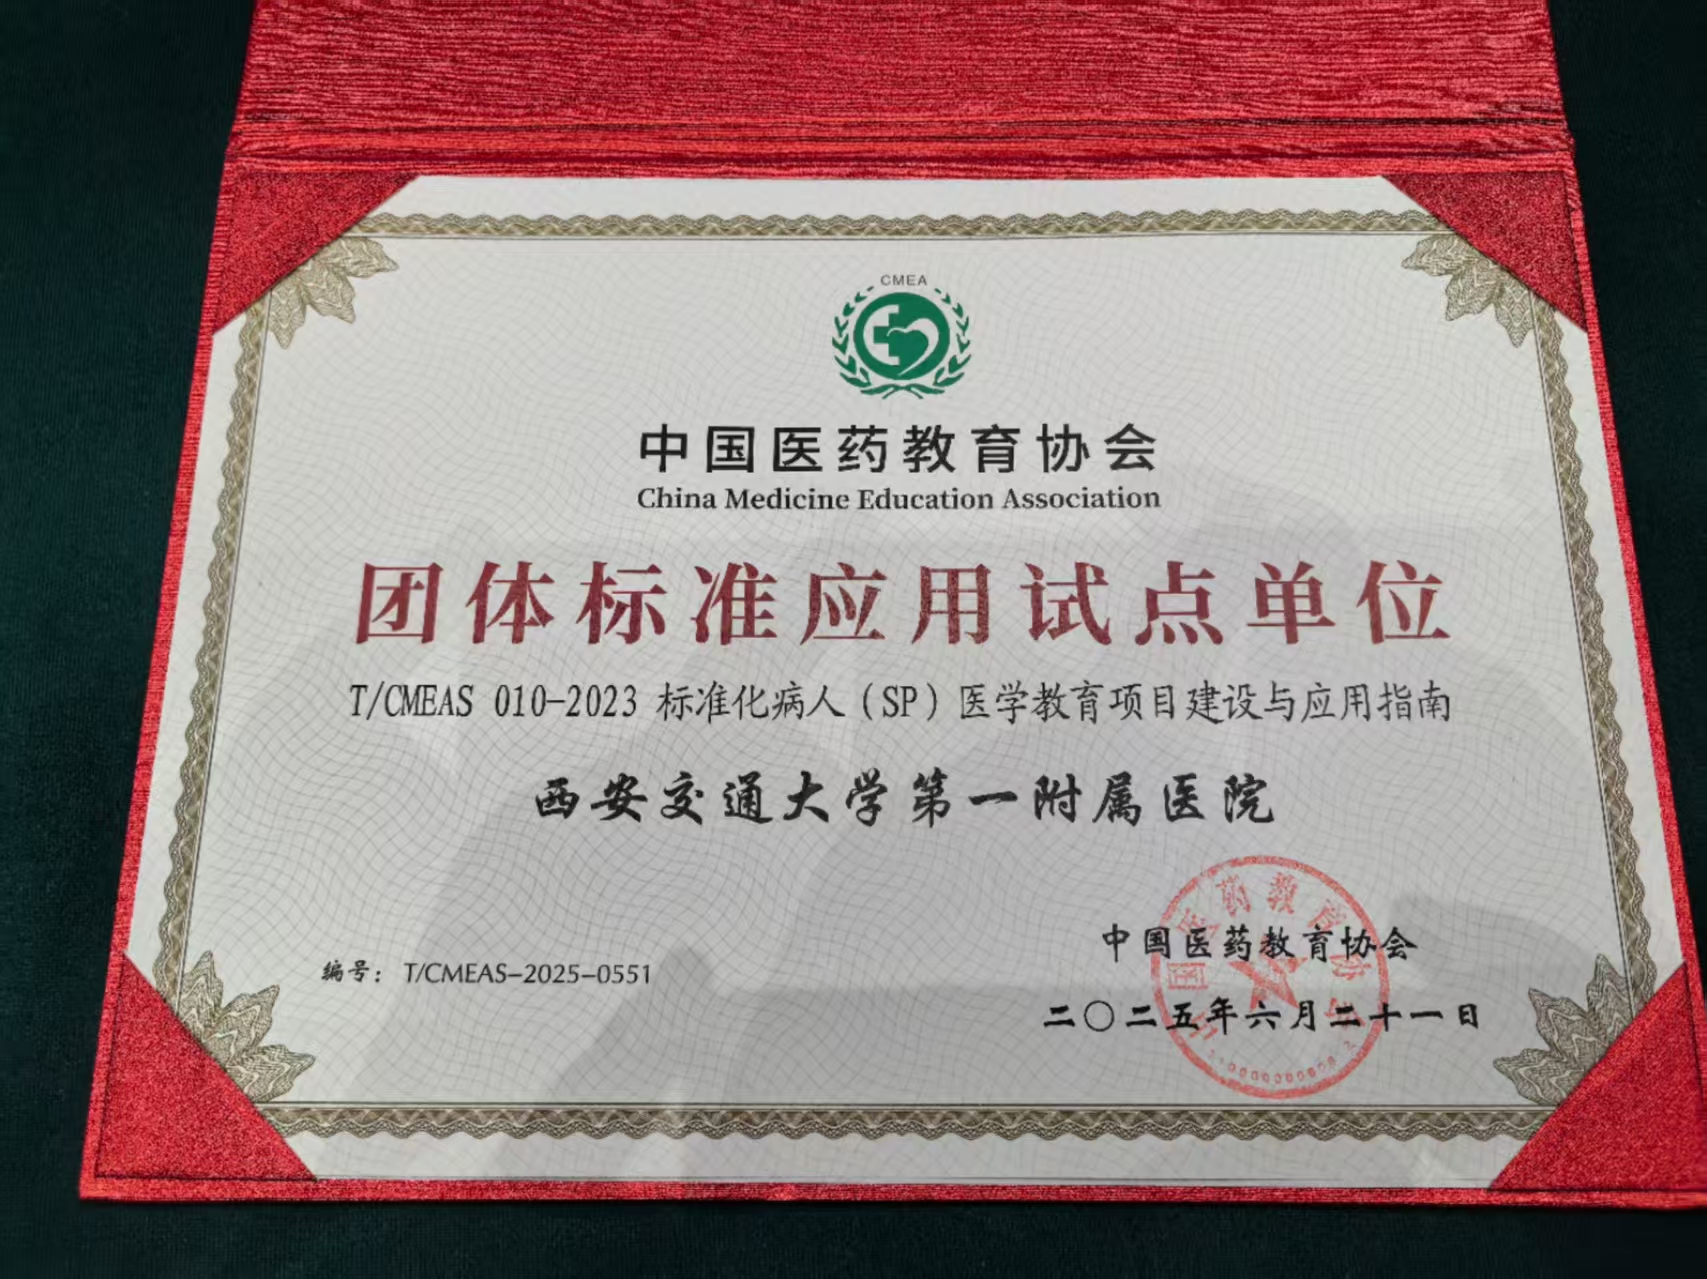 CMEA
中国医药教育协会
China Medicine Education Association
团体标准应用试点单位
T/CMEAS 010-2023 标准化病人（SP）医学教育项目建设与应用指南
西安交通大学第一附属医院
编号：T/CMEAS-2025-0551
中国医药教育协会
二〇二五年六月二十一日